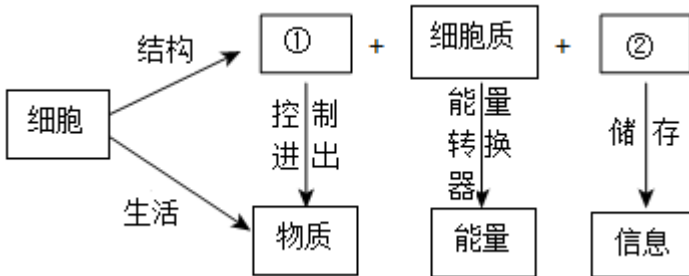 结构
①
+
细胞质
+
②
细胞
控制
进出
能量
转换
器
储存
生活
物质
能量
信息